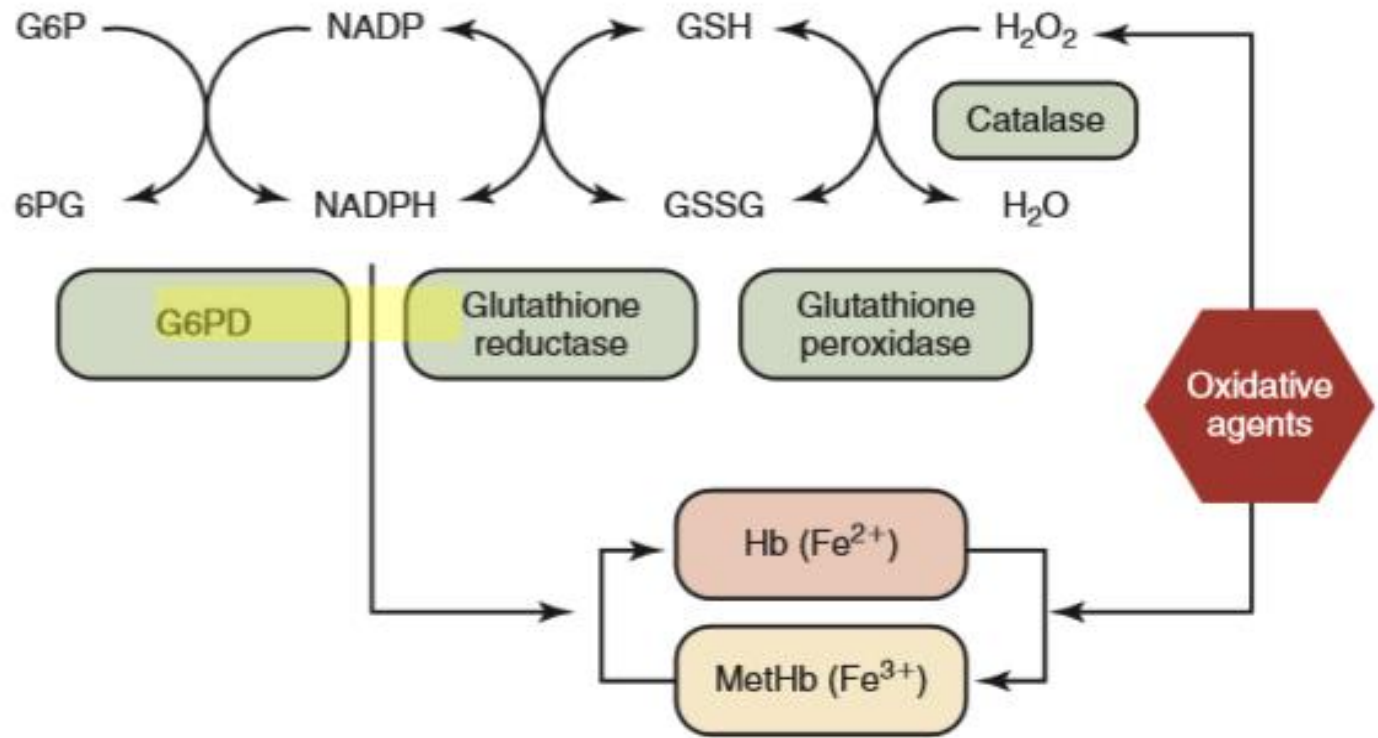 G6P NADP GSH H₂O₂
Catalase
6PG NADPH GSSG H₂O
G6PD
Glutathione
reductase
Glutathione
peroxidase
Oxidative
agents
Hb (Fe²⁺)
MetHb (Fe³⁺)